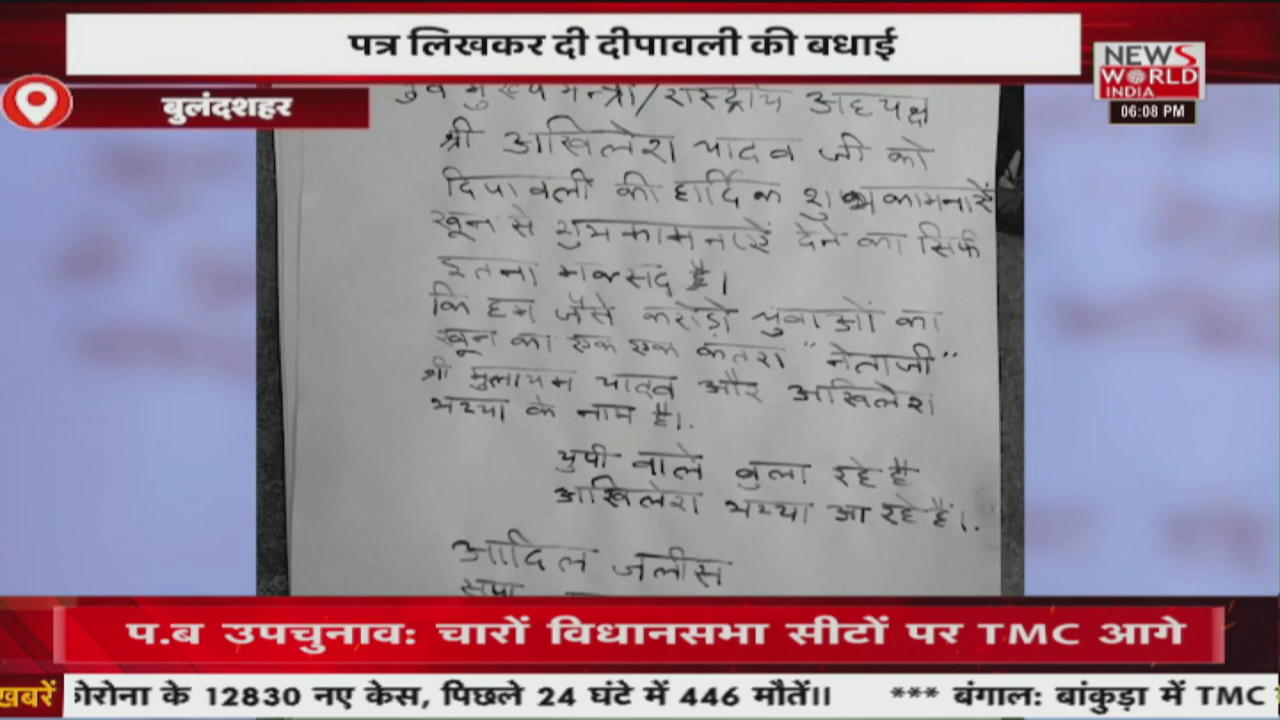 पत्र लिखकर दी दीपावली की बधाई
NEWS
WORLD
INDIA
06:08 PM
बुलंदशहर
पुर्व मुख्य मन्त्री/रास्ट्रीय अध्यक्ष
श्री अखिलेश यादव जी को
दिपावली की हार्दिक शुभकामनाऐं
खून से शुभकामनाऐं देने का सिर्फ
इतना मकसद है।
कि हम जैसे करोड़ो युवाओं का
खून का एक एक कतरा "नेताजी"
श्री मुलायम यादव और अखिलेश
भय्या के नाम है।.
युपी वाले बुला रहे है
अखिलेश भय्या आ रहे हैं।.
आदिल जलीस
सपा
प.ब उपचुनाव: चारों विधानसभा सीटों पर TMC आगे
खबरें
कोरोना के 12830 नए केस, पिछले 24 घंटे में 446 मौतें।। *** बंगाल: बांकुड़ा में TMC